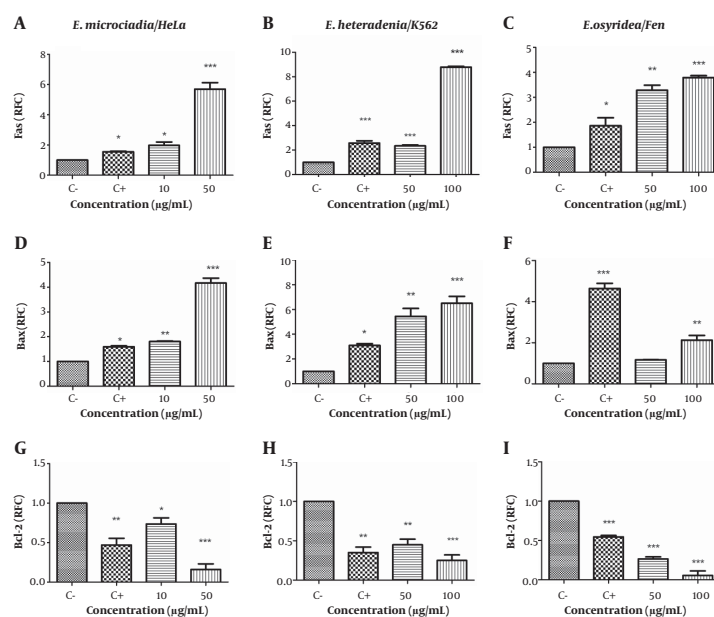 A E. microciadia/HeLa
Fas (RFC)
8
6
4
2
0
* * ***
C- C+ 10 50
Concentration (µg/mL)
B E. heteradenia/K562
Fas (RFC)
10
8
6
4
2
0
*** *** ***
C- C+ 50 100
Concentration (µg/mL)
C E.osyridea/Fen
Fas (RFC)
5
4
3
2
1
0
* ** ***
C- C+ 50 100
Concentration (µg/mL)
D
Bax(RFC)
5
4
3
2
1
0
* ** ***
C- C+ 10 50
Concentration (µg/mL)
E
Bax(RFC)
10
8
6
4
2
0
* ** ***
C- C+ 50 100
Concentration (µg/mL)
F
Bax(RFC)
6
4
2
0
*** **
C- C+ 50 100
Concentration (µg/mL)
G
Bcl-2 (RFC)
1.5
1.0
0.5
0.0
** * ***
C- C+ 10 50
Concentration (µg/mL)
H
Bcl-2 (RFC)
1.5
1.0
0.5
0.0
** ** ***
C- C+ 50 100
Concentration (µg/mL)
I
Bcl-2 (RFC)
1.5
1.0
0.5
0.0
*** *** ***
C- C+ 50 100
Concentration (µg/mL)